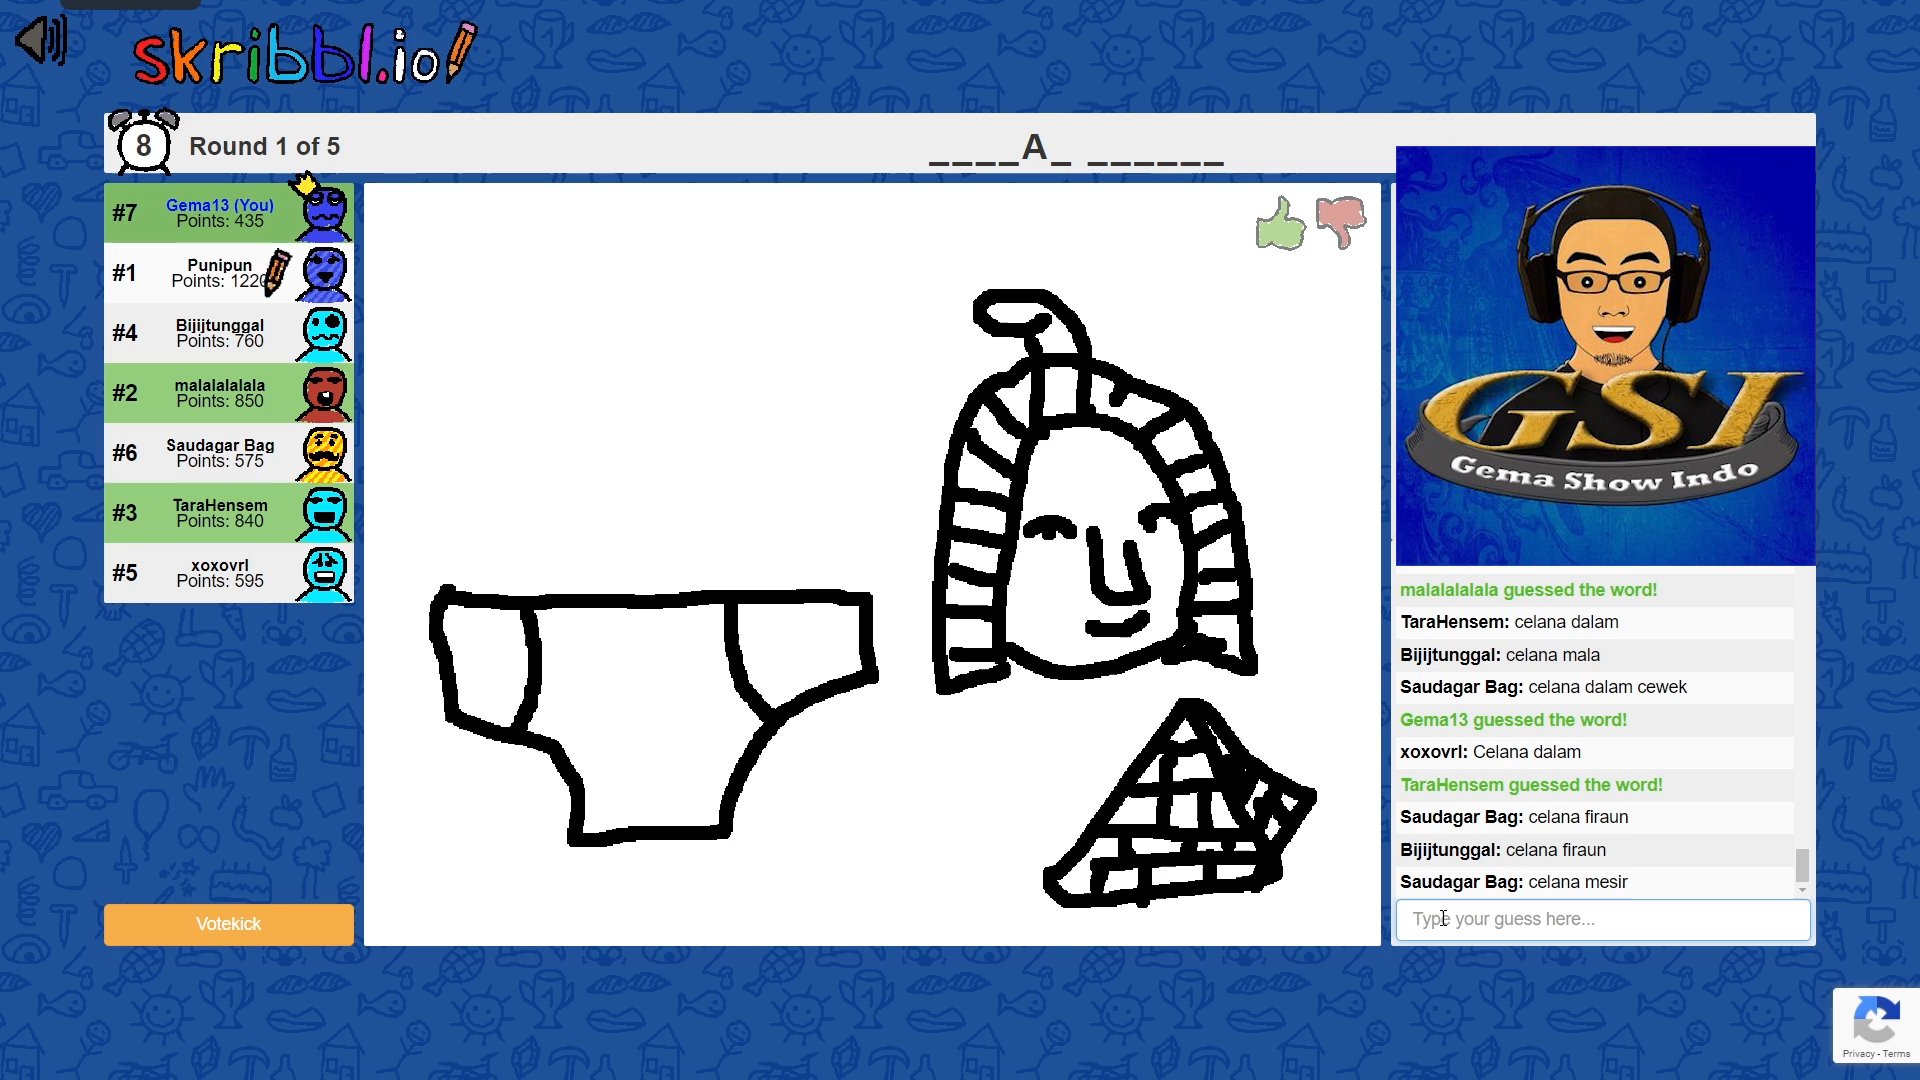 skribbl.io
8
Round 1 of 5
____A_ ______
#7
Gema13 (You)
Points: 435
#1
Punipun
Points: 1220
#4
Bijijtunggal
Points: 760
#2
malalalalala
Points: 850
#6
Saudagar Bag
Points: 575
#3
TaraHensem
Points: 840
#5
xoxovrl
Points: 595
Votekick
GSI
Gema Show Indo
malalalalala guessed the word!
TaraHensem: celana dalam
Bijijtunggal: celana mala
Saudagar Bag: celana dalam cewek
Gema13 guessed the word!
xoxovrl: Celana dalam
TaraHensem guessed the word!
Saudagar Bag: celana firaun
Bijijtunggal: celana firaun
Saudagar Bag: celana mesir
Type your guess here...
Privacy - Terms